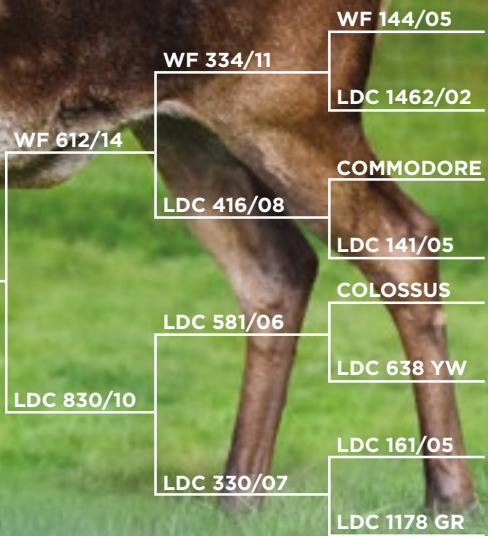 WF 144/05
WF 334/11
LDC 1462/02
WF 612/14
COMMODORE
LDC 416/08
LDC 141/05
COLOSSUS
LDC 581/06
LDC 638 YW
LDC 830/10
LDC 161/05
LDC 330/07
LDC 1178 GR